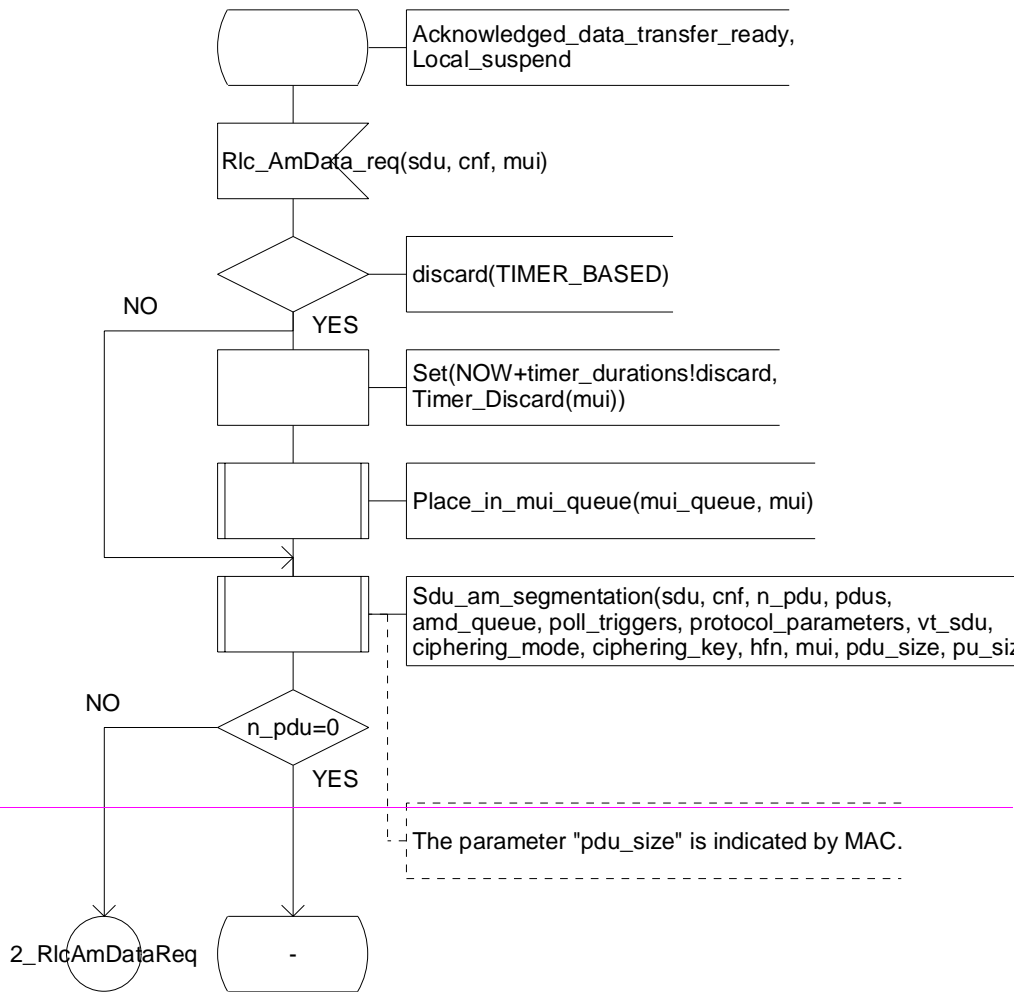 Acknowledged_data_transfer_ready,
Local_suspend
Rlc_AmData_req(sdu, cnf, mui)
discard(TIMER_BASED)
NO
YES
Set(NOW+timer_durations!discard,
Timer_Discard(mui))
Place_in_mui_queue(mui_queue, mui)
Sdu_am_segmentation(sdu, cnf, n_pdu, pdus,
amd_queue, poll_triggers, protocol_parameters, vt_sdu,
ciphering_mode, ciphering_key, hfn, mui, pdu_size, pu_siz
NO
n_pdu=0
YES
The parameter "pdu_size" is indicated by MAC.
2_RlcAmDataReq
-